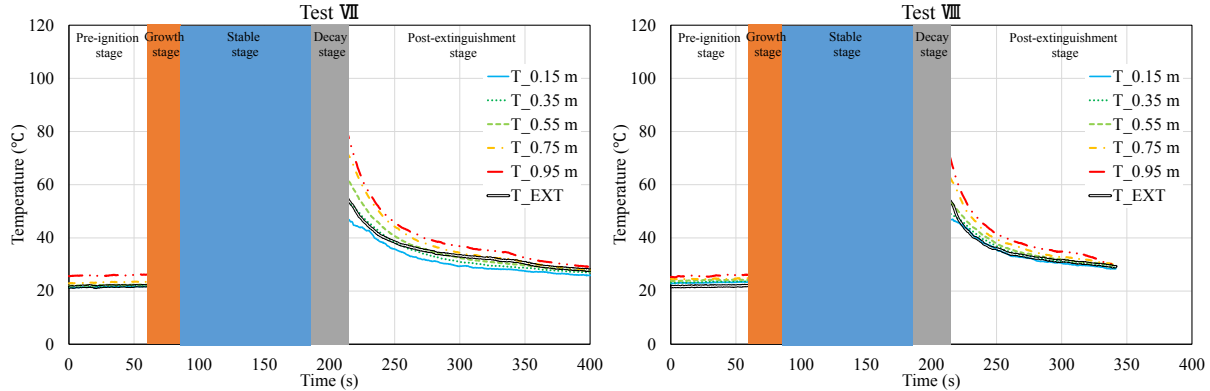 Test Ⅶ
120
100
80
60
40
20
0
Temperature (℃)
Pre-ignition
stage
Growth
stage
Stable
stage
Decay
stage
Post-extinguishment
stage
T_0.15 m
T_0.35 m
T_0.55 m
T_0.75 m
T_0.95 m
T_EXT
0 50 100 150 200 250 300 350 400
Time (s)
Test Ⅷ
120
100
80
60
40
20
0
Temperature (℃)
Pre-ignition
stage
Growth
stage
Stable
stage
Decay
stage
Post-extinguishment
stage
T_0.15 m
T_0.35 m
T_0.55 m
T_0.75 m
T_0.95 m
T_EXT
0 50 100 150 200 250 300 350 400
Time (s)